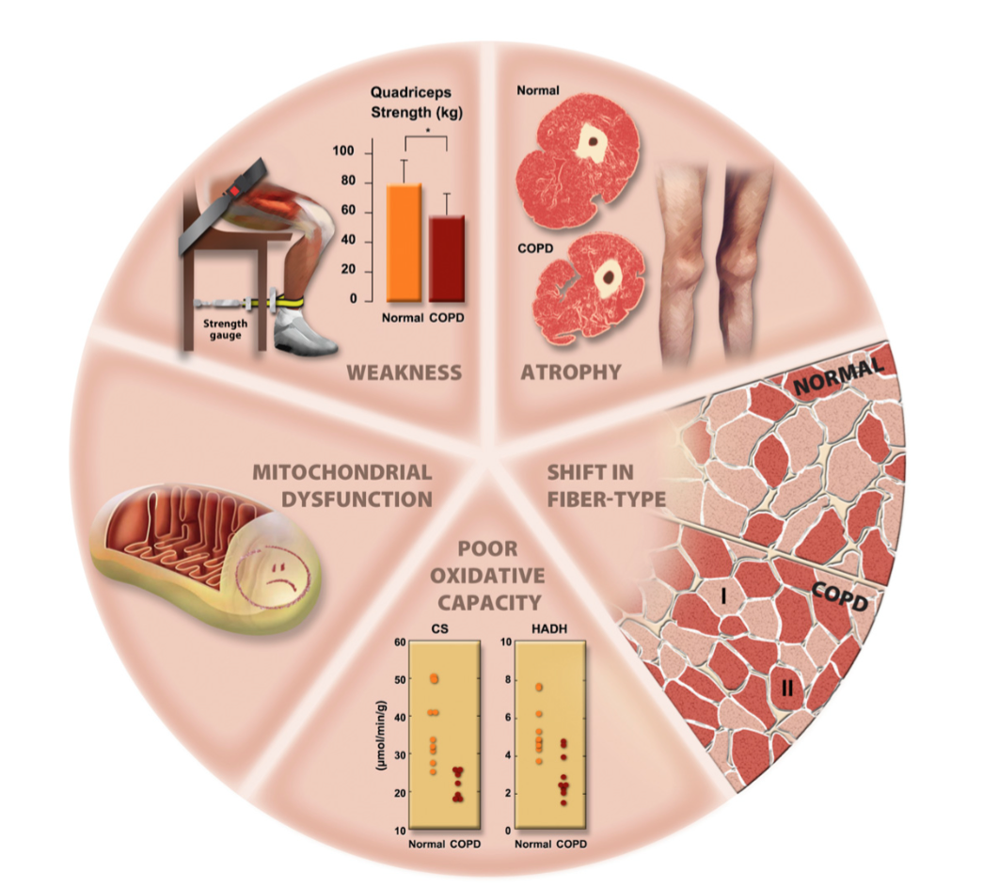 Quadriceps
Strength (kg)
*
100
80
60
40
20
0
Normal COPD
Strength
gauge
WEAKNESS
Normal
COPD
ATROPHY
NORMAL
SHIFT IN
FIBER-TYPE
COPD
I
II
MITOCHONDRIAL
DYSFUNCTION
POOR
OXIDATIVE
CAPACITY
CS
60
50
40
30
20
10
(µmol/min/g)
Normal COPD
HADH
10
8
6
4
2
0
Normal COPD